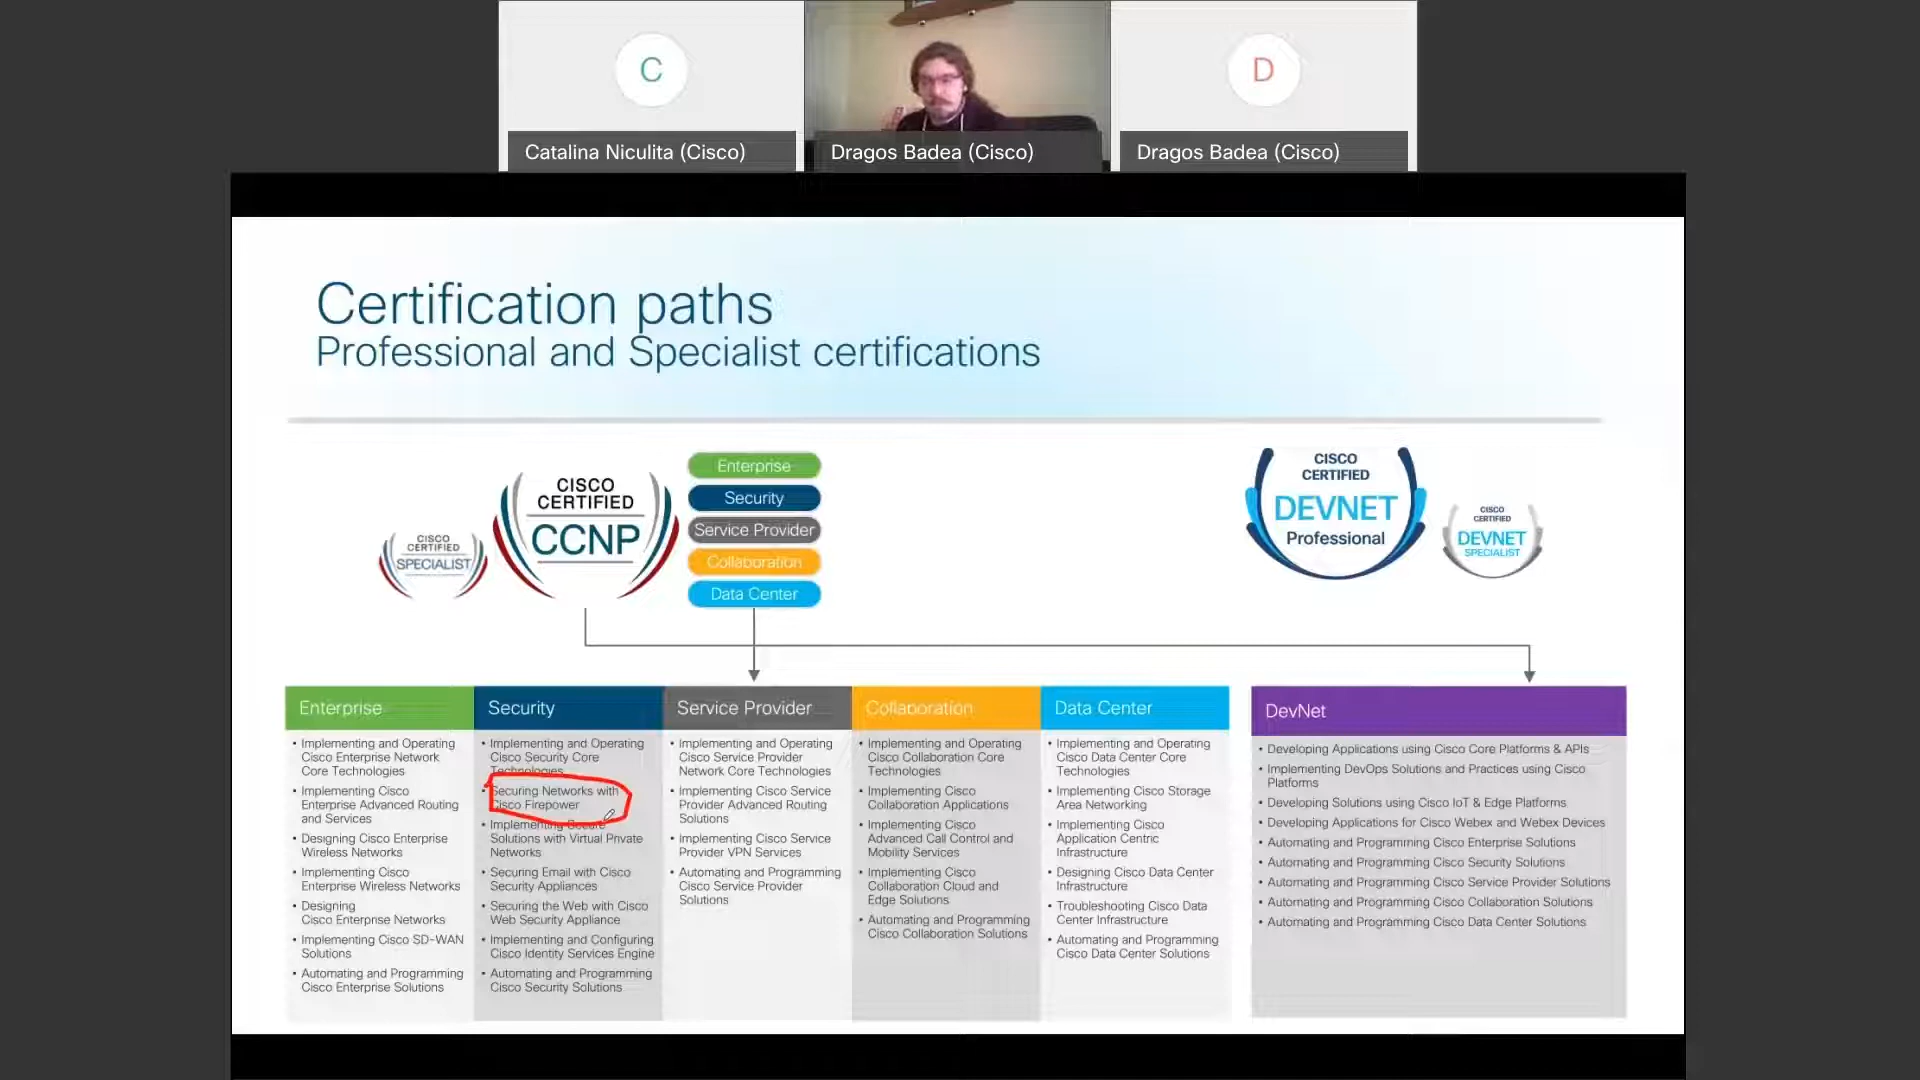 C
D
Catalina Niculita (Cisco)
Dragos Badea (Cisco)
Dragos Badea (Cisco)
Certification paths
Professional and Specialist certifications
CISCO
CERTIFIED
SPECIALIST
CISCO
CERTIFIED
CCNP
Enterprise
Security
Service Provider
Collaboration
Data Center
CISCO
CERTIFIED
DEVNET
Professional
CISCO
CERTIFIED
DEVNET
SPECIALIST
Enterprise
• Implementing and Operating
Cisco Enterprise Network
Core Technologies
• Implementing Cisco
Enterprise Advanced Routing
and Services
• Designing Cisco Enterprise
Wireless Networks
• Implementing Cisco
Enterprise Wireless Networks
• Designing
Cisco Enterprise Networks
• Implementing Cisco SD-WAN
Solutions
• Automating and Programming
Cisco Enterprise Solutions
Security
• Implementing and Operating
Cisco Security Core
Technologies
• Securing Networks with
Cisco Firepower
• Implementing Secure
Solutions with Virtual Private
Networks
• Securing Email with Cisco
Security Appliances
• Securing the Web with Cisco
Web Security Appliance
• Implementing and Configuring
Cisco Identity Services Engine
• Automating and Programming
Cisco Security Solutions
Service Provider
• Implementing and Operating
Cisco Service Provider
Network Core Technologies
• Implementing Cisco Service
Provider Advanced Routing
Solutions
• Implementing Cisco Service
Provider VPN Services
• Automating and Programming
Cisco Service Provider
Solutions
Collaboration
• Implementing and Operating
Cisco Collaboration Core
Technologies
• Implementing Cisco
Collaboration Applications
• Implementing Cisco
Advanced Call Control and
Mobility Services
• Implementing Cisco
Collaboration Cloud and
Edge Solutions
• Automating and Programming
Cisco Collaboration Solutions
Data Center
• Implementing and Operating
Cisco Data Center Core
Technologies
• Implementing Cisco Storage
Area Networking
• Implementing Cisco
Application Centric
Infrastructure
• Designing Cisco Data Center
Infrastructure
• Troubleshooting Cisco Data
Center Infrastructure
• Automating and Programming
Cisco Data Center Solutions
DevNet
• Developing Applications using Cisco Core Platforms & APIs
• Implementing DevOps Solutions and Practices using Cisco
Platforms
• Developing Solutions using Cisco IoT & Edge Platforms
• Developing Applications for Cisco Webex and Webex Devices
• Automating and Programming Cisco Enterprise Solutions
• Automating and Programming Cisco Security Solutions
• Automating and Programming Cisco Service Provider Solutions
• Automating and Programming Cisco Collaboration Solutions
• Automating and Programming Cisco Data Center Solutions